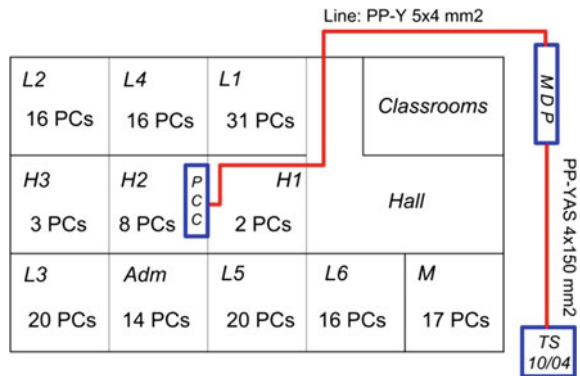 Line: PP-Y 5x4 mm2
L2
16 PCs
L4
16 PCs
L1
31 PCs
Classrooms
MDP
H3
3 PCs
H2
8 PCs
PCC
H1
2 PCs
Hall
PP-YAS 4x150 mm2
L3
20 PCs
Adm
14 PCs
L5
20 PCs
L6
16 PCs
M
17 PCs
TS
10/04